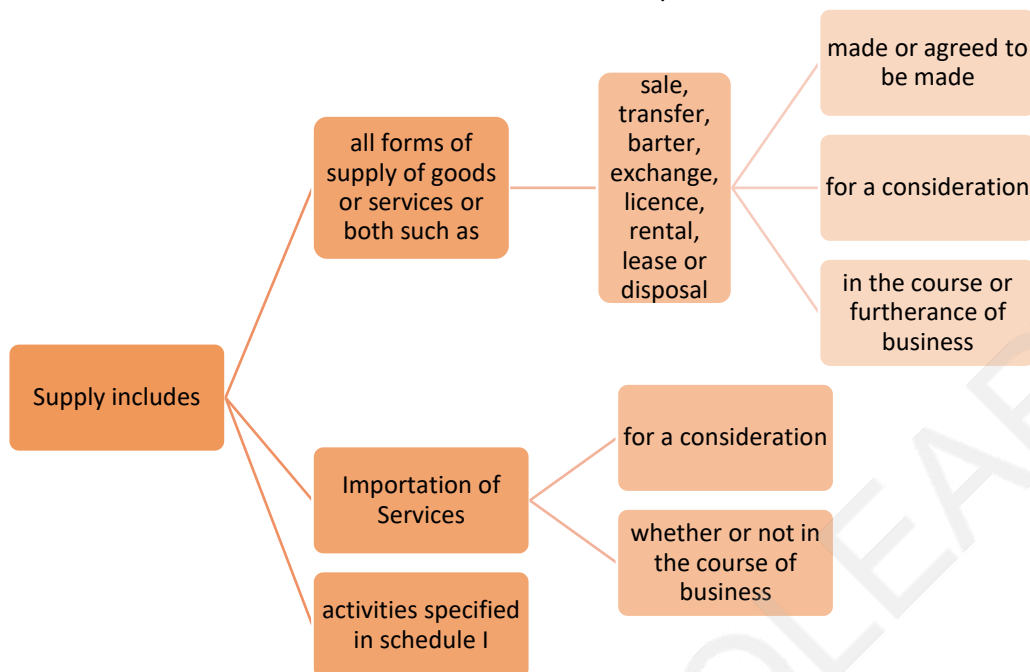 Supply includes
all forms of
supply of goods
or services or
both such as
sale,
transfer,
barter,
exchange,
licence,
rental,
lease or
disposal
made or agreed to
be made
for a consideration
in the course or
furtherance of
business
Importation of
Services
for a consideration
whether or not in
the course of
business
activities specified
in schedule I